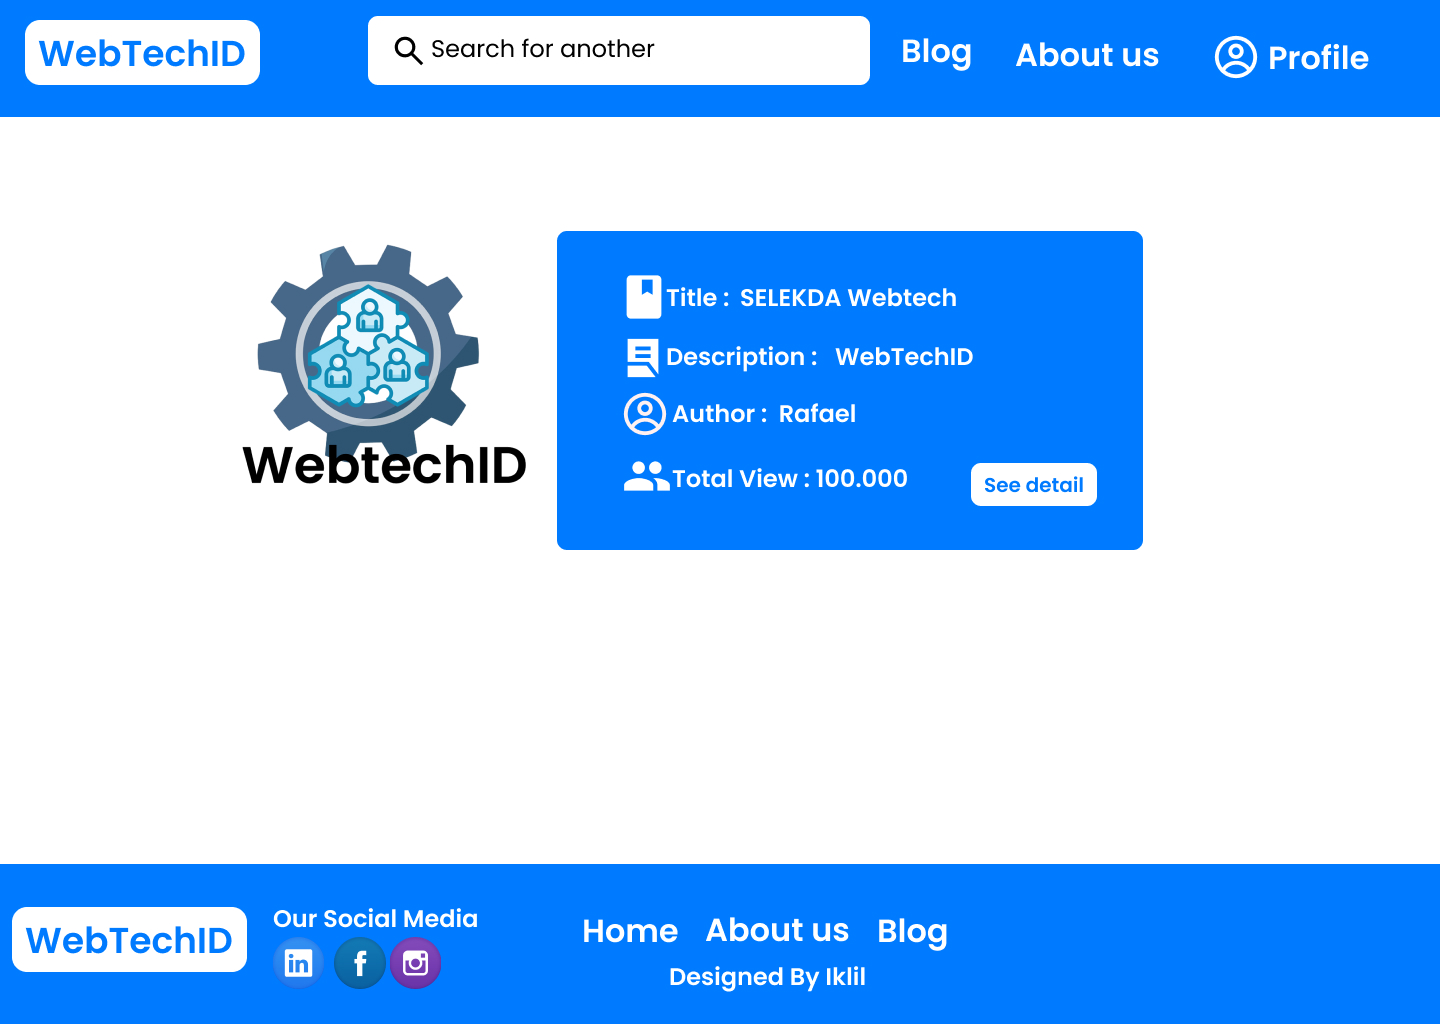 WebTechID
Search for another
Blog
About us
Profile
WebtechID
Title : SELEKDA Webtech
Description : WebTechID
Author : Rafael
Total View : 100.000
See detail
WebTechID
Our Social Media
in
f
Home
About us
Blog
Designed By Iklil